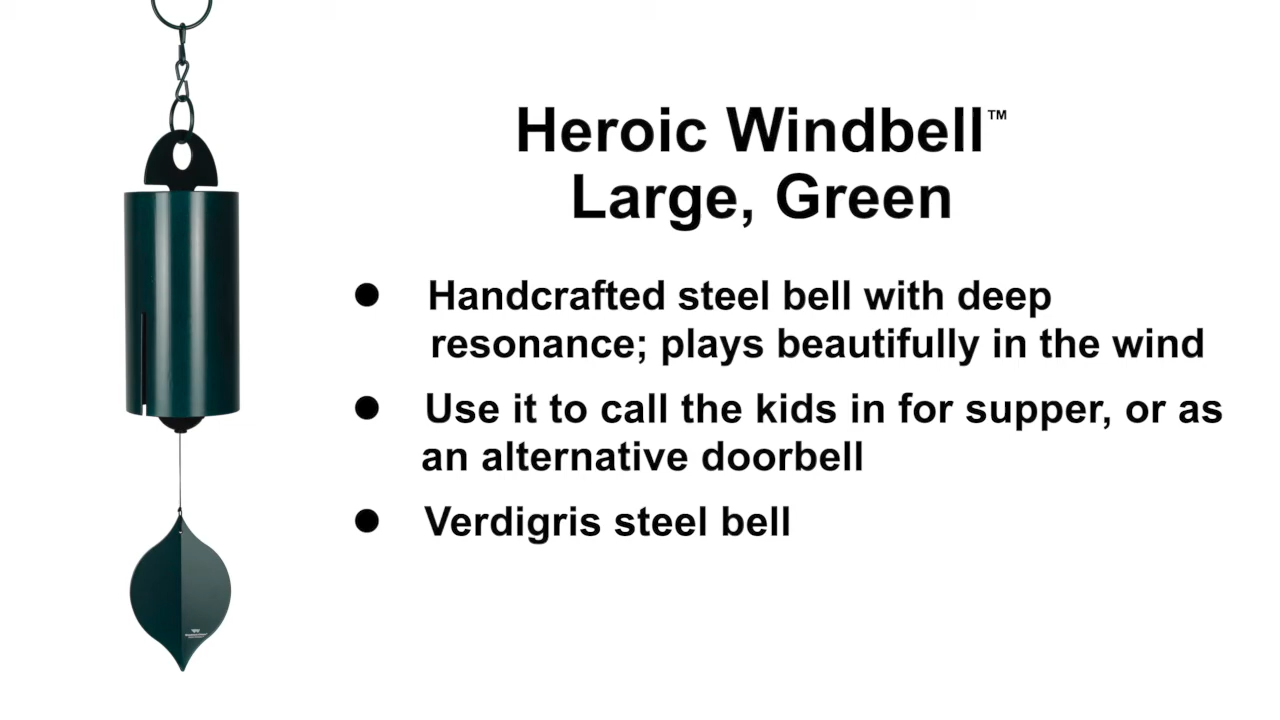 Heroic Windbell™
Large, Green
● Handcrafted steel bell with deep
resonance; plays beautifully in the wind
● Use it to call the kids in for supper, or as
an alternative doorbell
● Verdigris steel bell